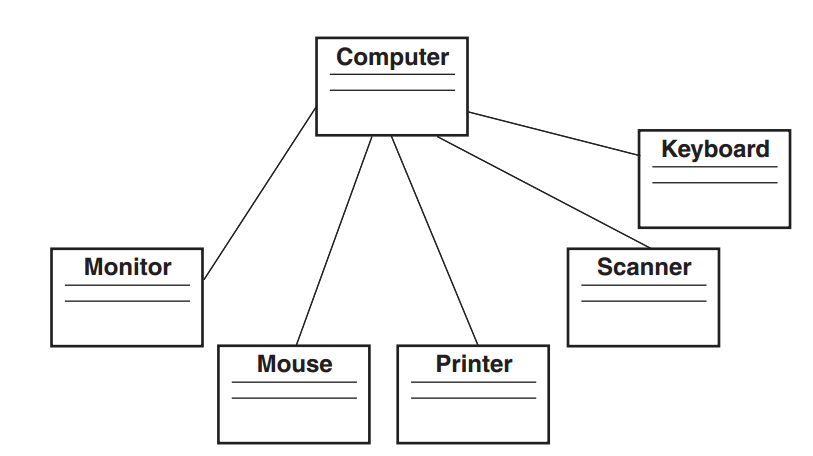 Computer
Keyboard
Monitor
Scanner
Mouse
Printer